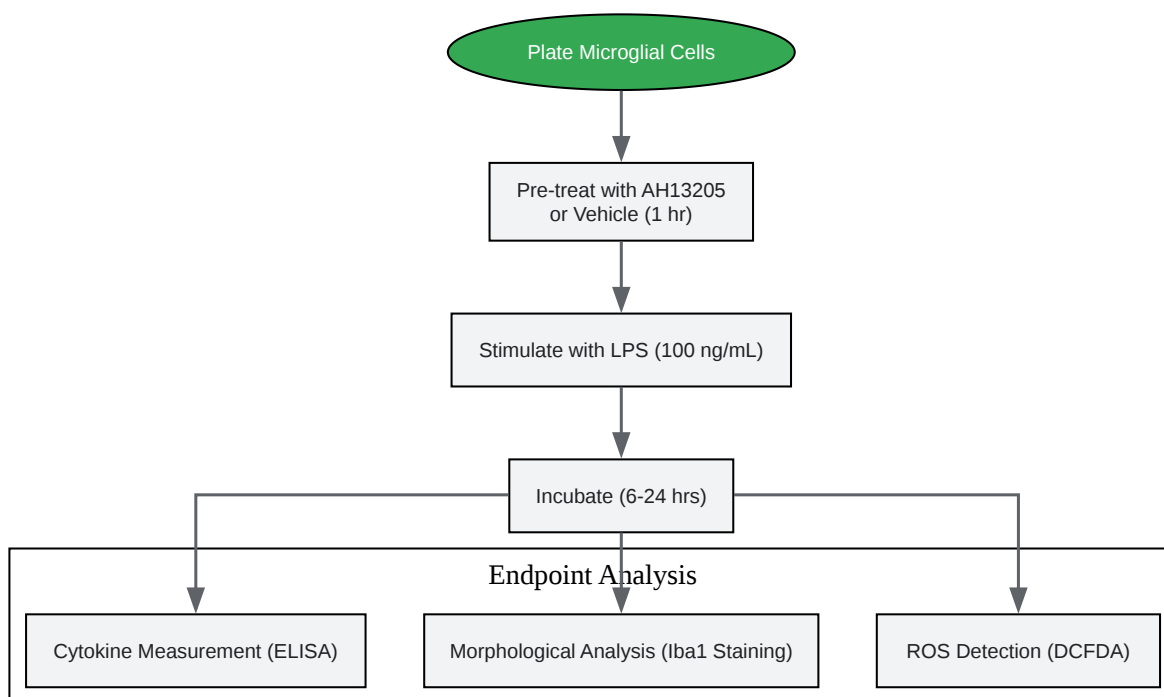 Plate Microglial Cells
Pre-treat with AH13205
or Vehicle (1 hr)
Stimulate with LPS (100 ng/mL)
Incubate (6-24 hrs)
Endpoint Analysis
Cytokine Measurement (ELISA)
Morphological Analysis (Iba1 Staining)
ROS Detection (DCFDA)